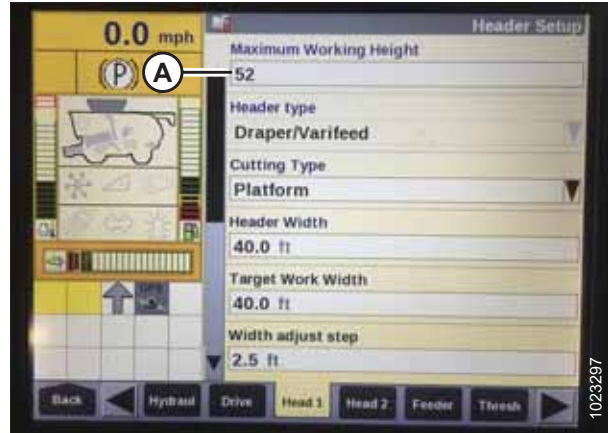 0.0 mph
(P)
A
Header Setup
Maximum Working Height
52
Header type
Draper/Varifeed
Cutting Type
Platform
Header Width
40.0 ft
Target Work Width
40.0 ft
Width adjust step
2.5 ft
Back
Hydraul
Drive
Head 1
Head 2
Feeder
Thresh
1023297